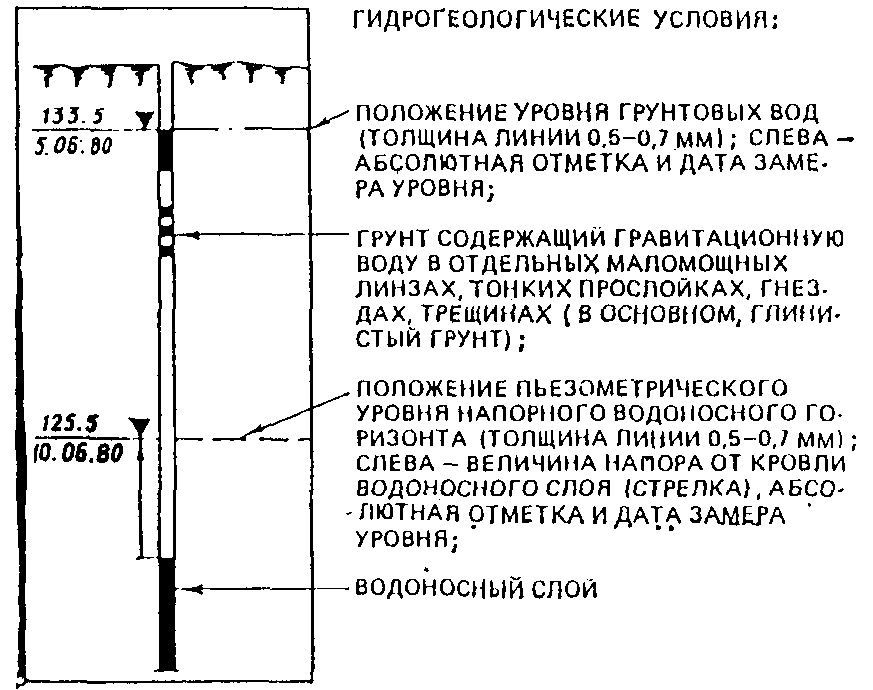 ГИДРОГЕОЛОГИЧЕСКИЕ УСЛОВИЯ:
133.5
5.06.80
ПОЛОЖЕНИЕ УРОВНЯ ГРУНТОВЫХ ВОД
(ТОЛЩИНА ЛИНИИ 0,5–0,7 ММ); СЛЕВА –
АБСОЛЮТНАЯ ОТМЕТКА И ДАТА ЗАМЕ-
РА УРОВНЯ;
ГРУНТ СОДЕРЖАЩИЙ ГРАВИТАЦИОННУЮ
ВОДУ В ОТДЕЛЬНЫХ МАЛОМОЩНЫХ
ЛИНЗАХ, ТОНКИХ ПРОСЛОЙКАХ, ГНЕЗ-
ДАХ, ТРЕЩИНАХ (В ОСНОВНОМ, ГЛИНИ-
СТЫЙ ГРУНТ);
125.5
10.06.80
ПОЛОЖЕНИЕ ПЬЕЗОМЕТРИЧЕСКОГО
УРОВНЯ НАПОРНОГО ВОДОНОСНОГО ГО-
РИЗОНТА (ТОЛЩИНА ЛИНИИ 0,5–0,7 ММ);
СЛЕВА – ВЕЛИЧИНА НАПОРА ОТ КРОВЛИ
ВОДОНОСНОГО СЛОЯ (СТРЕЛКА), АБСО-
ЛЮТНАЯ ОТМЕТКА И ДАТА ЗАМЕРА
УРОВНЯ;
ВОДОНОСНЫЙ СЛОЙ